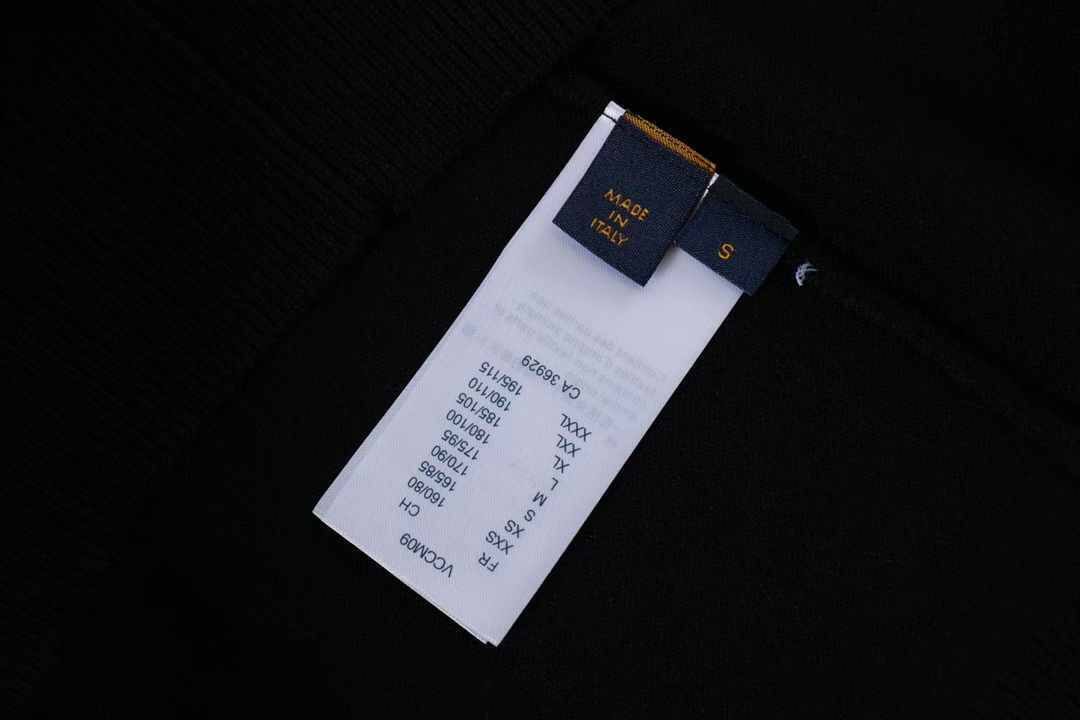 MADE
IN
ITALY
S
VCCM09
FR CH
XXS 160/80
XS 165/85
S 170/90
M 175/95
L 180/100
XL 185/105
XXL 190/110
XXXL 195/115
CA 36929